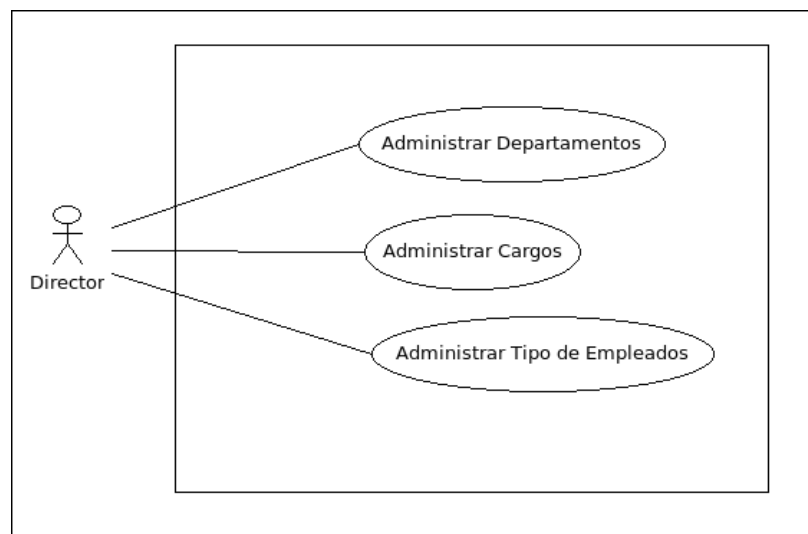 Administrar Departamentos
Administrar Cargos
Director
Administrar Tipo de Empleados